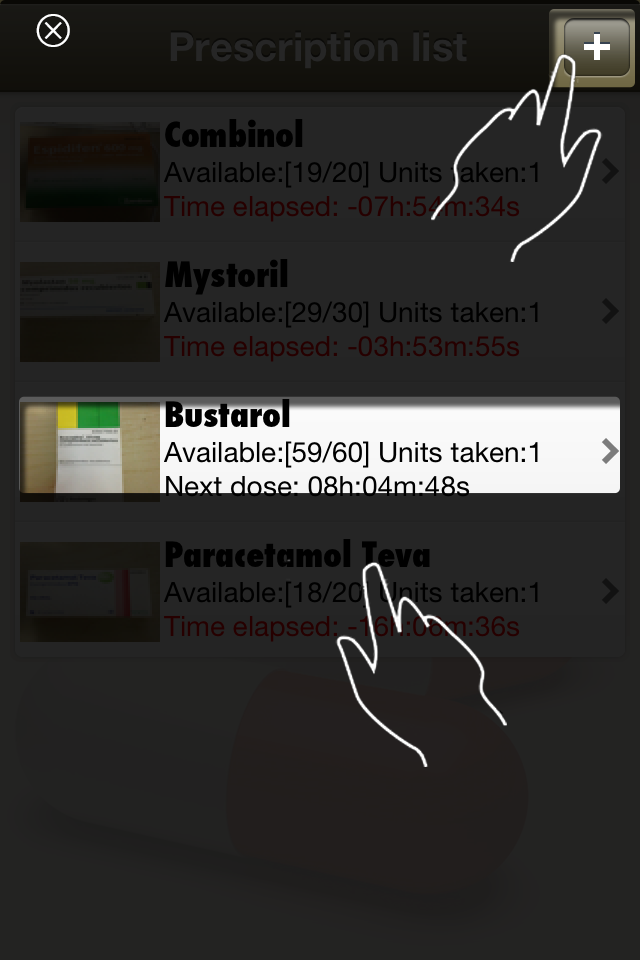 Prescription list
Combinol
Available:[19/20] Units taken:1
Time elapsed: -07h:54m:34s
Mystoril
Available:[29/30] Units taken:1
Time elapsed: -03h:53m:55s
Bustarol
Available:[59/60] Units taken:1
Next dose: 08h:04m:48s
Paracetamol Teva
Paracetamol Teva
Available:[18/20] Units taken:1
Time elapsed: -16h:06m:36s